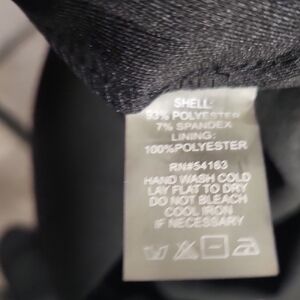 SHELL:
93% POLYESTER
7% SPANDEX
LINING:
100%POLYESTER
RN#54163
HAND WASH COLD
LAY FLAT TO DRY
DO NOT BLEACH
COOL IRON
IF NECESSARY